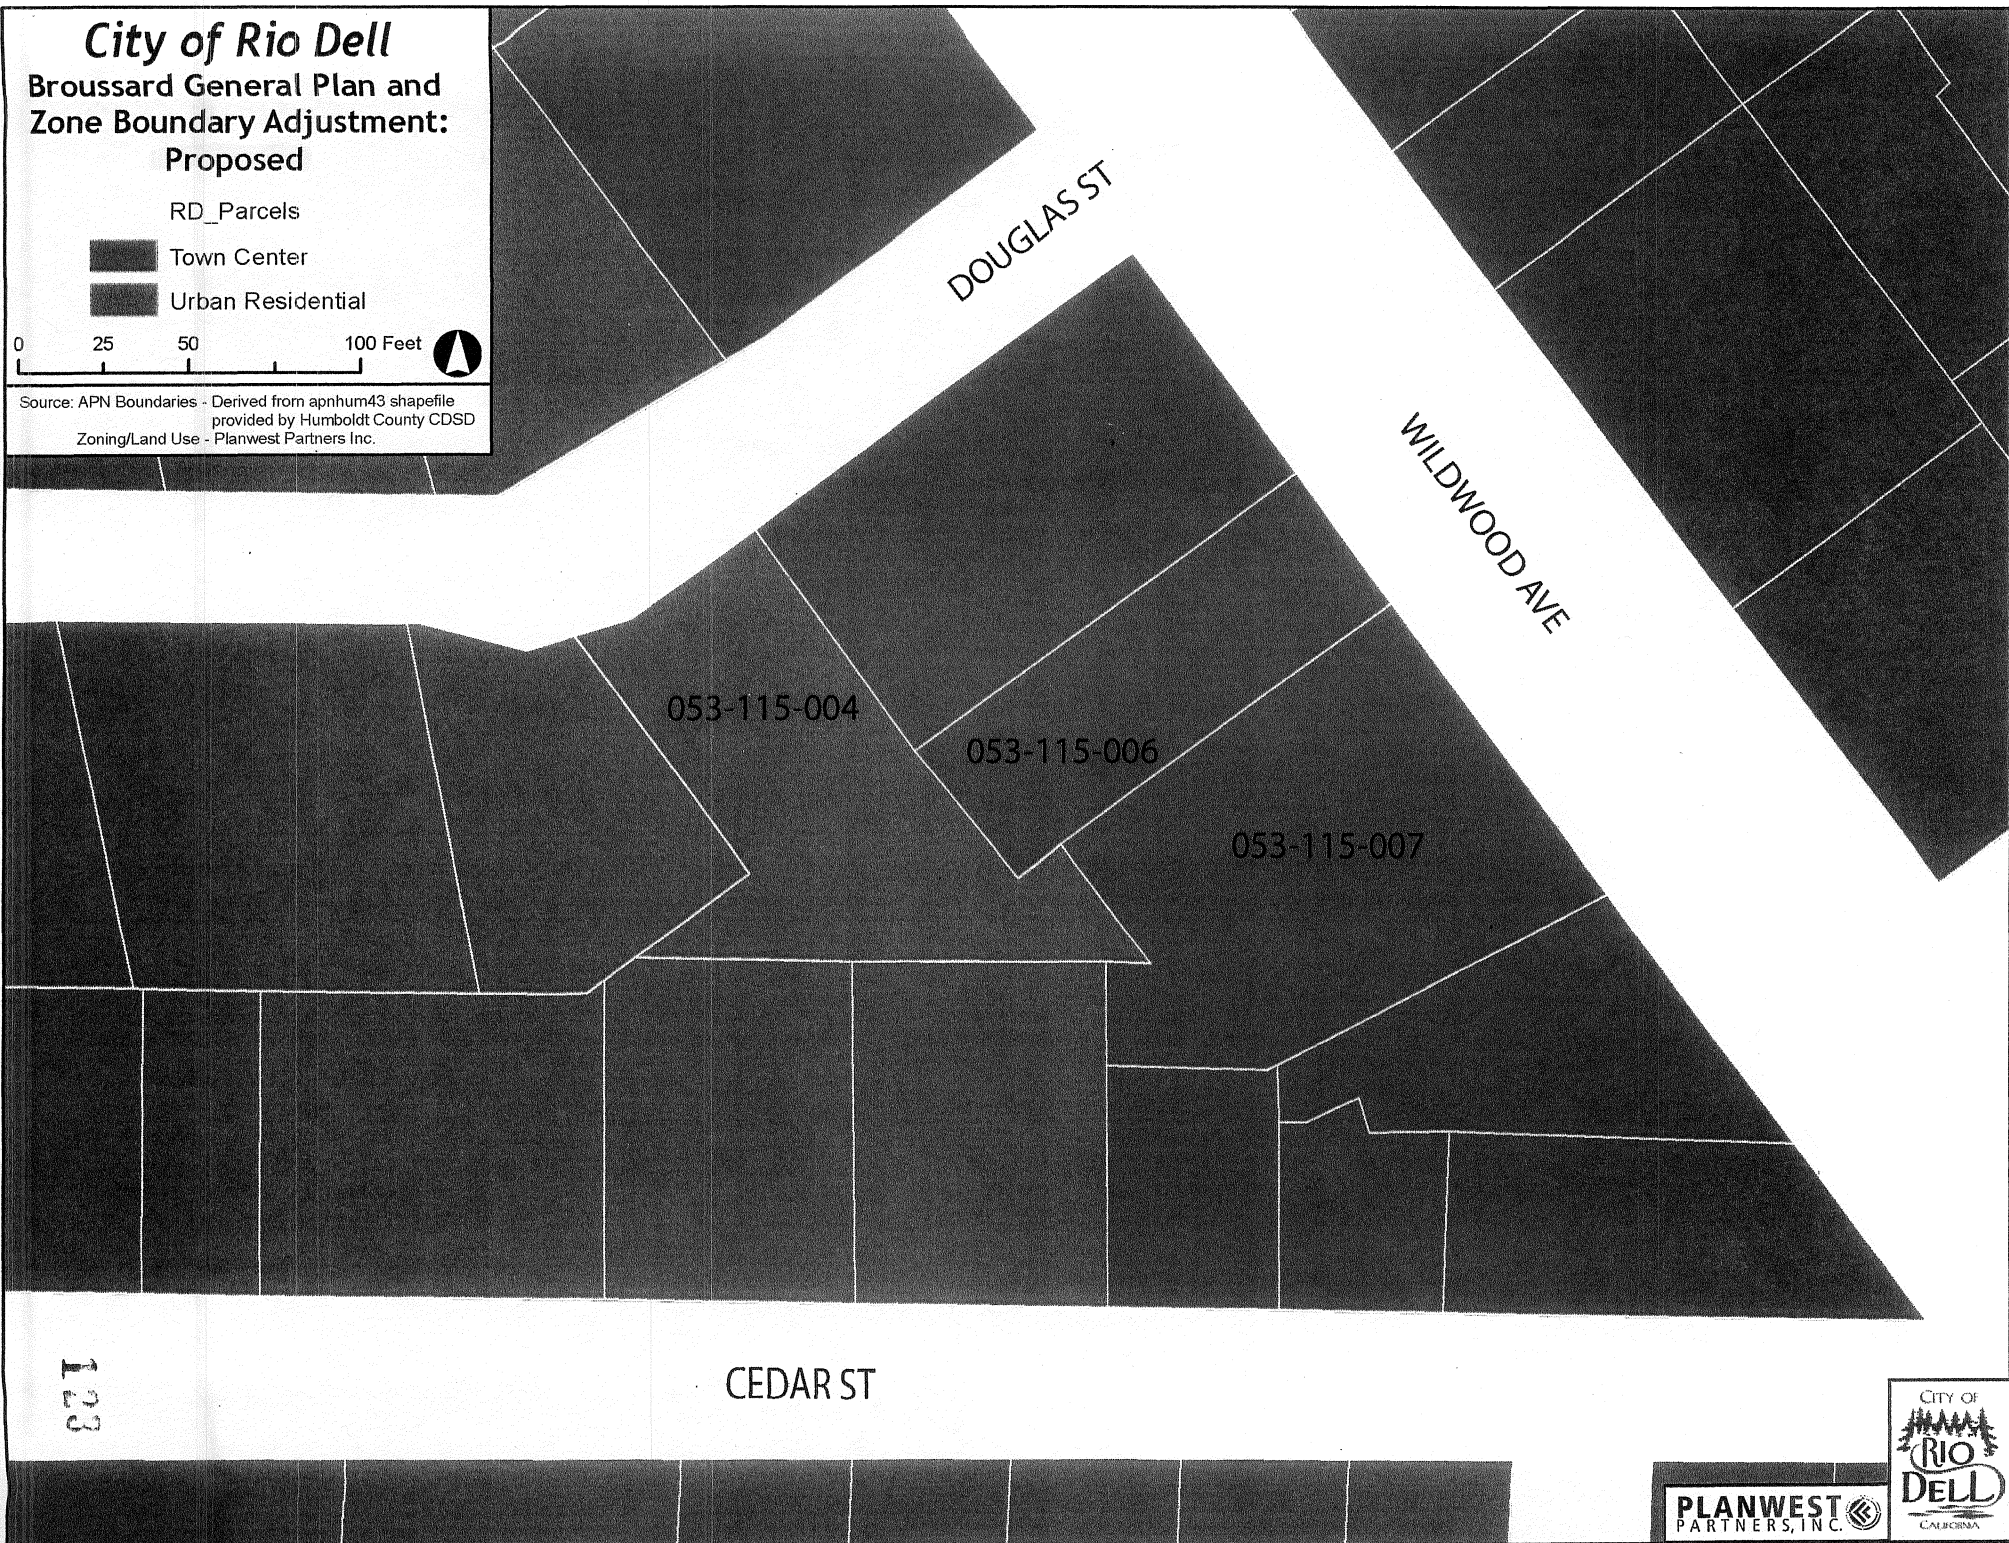 City of Rio Dell
Broussard General Plan and
Zone Boundary Adjustment:
Proposed
RD_Parcels
Town Center
Urban Residential
0 25 50 100 Feet
Source: APN Boundaries - Derived from apnhum43 shapefile
provided by Humboldt County CDSD
Zoning/Land Use - Planwest Partners Inc.
DOUGLAS ST
WILDWOOD AVE
053-115-004
053-115-006
053-115-007
CEDAR ST
123
PLANWEST
PARTNERS, INC.
CITY OF
RIO
DELL
CALIFORNIA